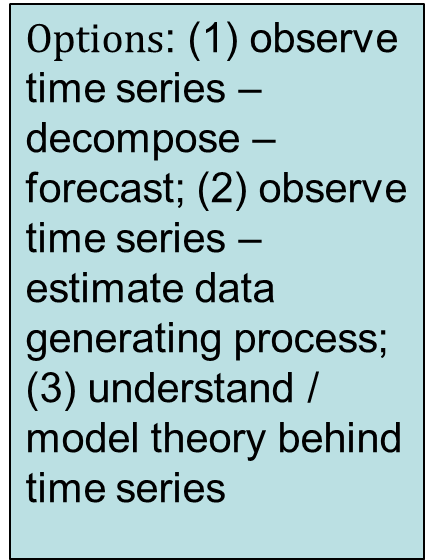 Options: (1) observe
time series –
decompose –
forecast; (2) observe
time series –
estimate data
generating process;
(3) understand /
model theory behind
time series